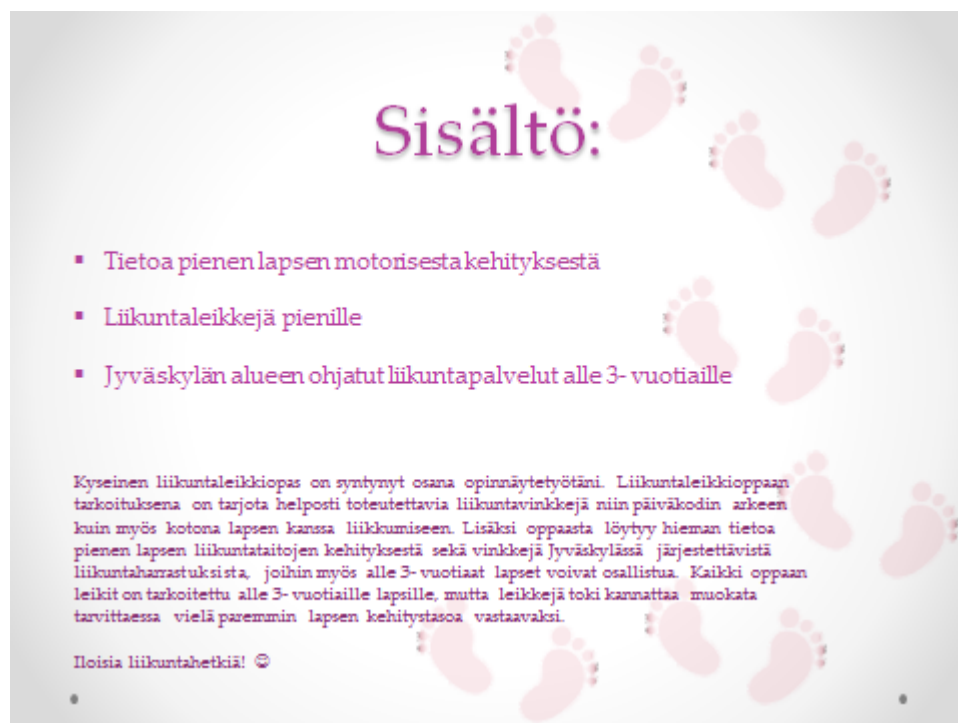 Sisältö:
▪ Tietoa pienen lapsen motorisesta kehityksestä
▪ Liikuntaleikkejä pienille
▪ Jyväskylän alueen ohjatut liikuntapalvelut alle 3- vuotiaille
Kyseinen liikuntaleikkiopas on syntynyt osana opinnäytetyötäni. Liikuntaleikkioppaan
tarkoituksena on tarjota helposti toteutettavia liikuntavinkkejä niin päiväkodin arkeen
kuin myös kotona lapsen kanssa liikkumiseen. Lisäksi oppaasta löytyy hieman tietoa
pienen lapsen liikuntataitojen kehityksestä sekä vinkkejä Jyväskylässä järjestettävistä
liikuntaharrastuksista, joihin myös alle 3- vuotiaat lapset voivat osallistua. Kaikki oppaan
leikit on tarkoitettu alle 3- vuotiaille lapsille, mutta leikkejä toki kannattaa muokata
tarvittaessa vielä paremmin lapsen kehitystasoa vastaavaksi.
Iloisia liikuntahetkiä! ☺